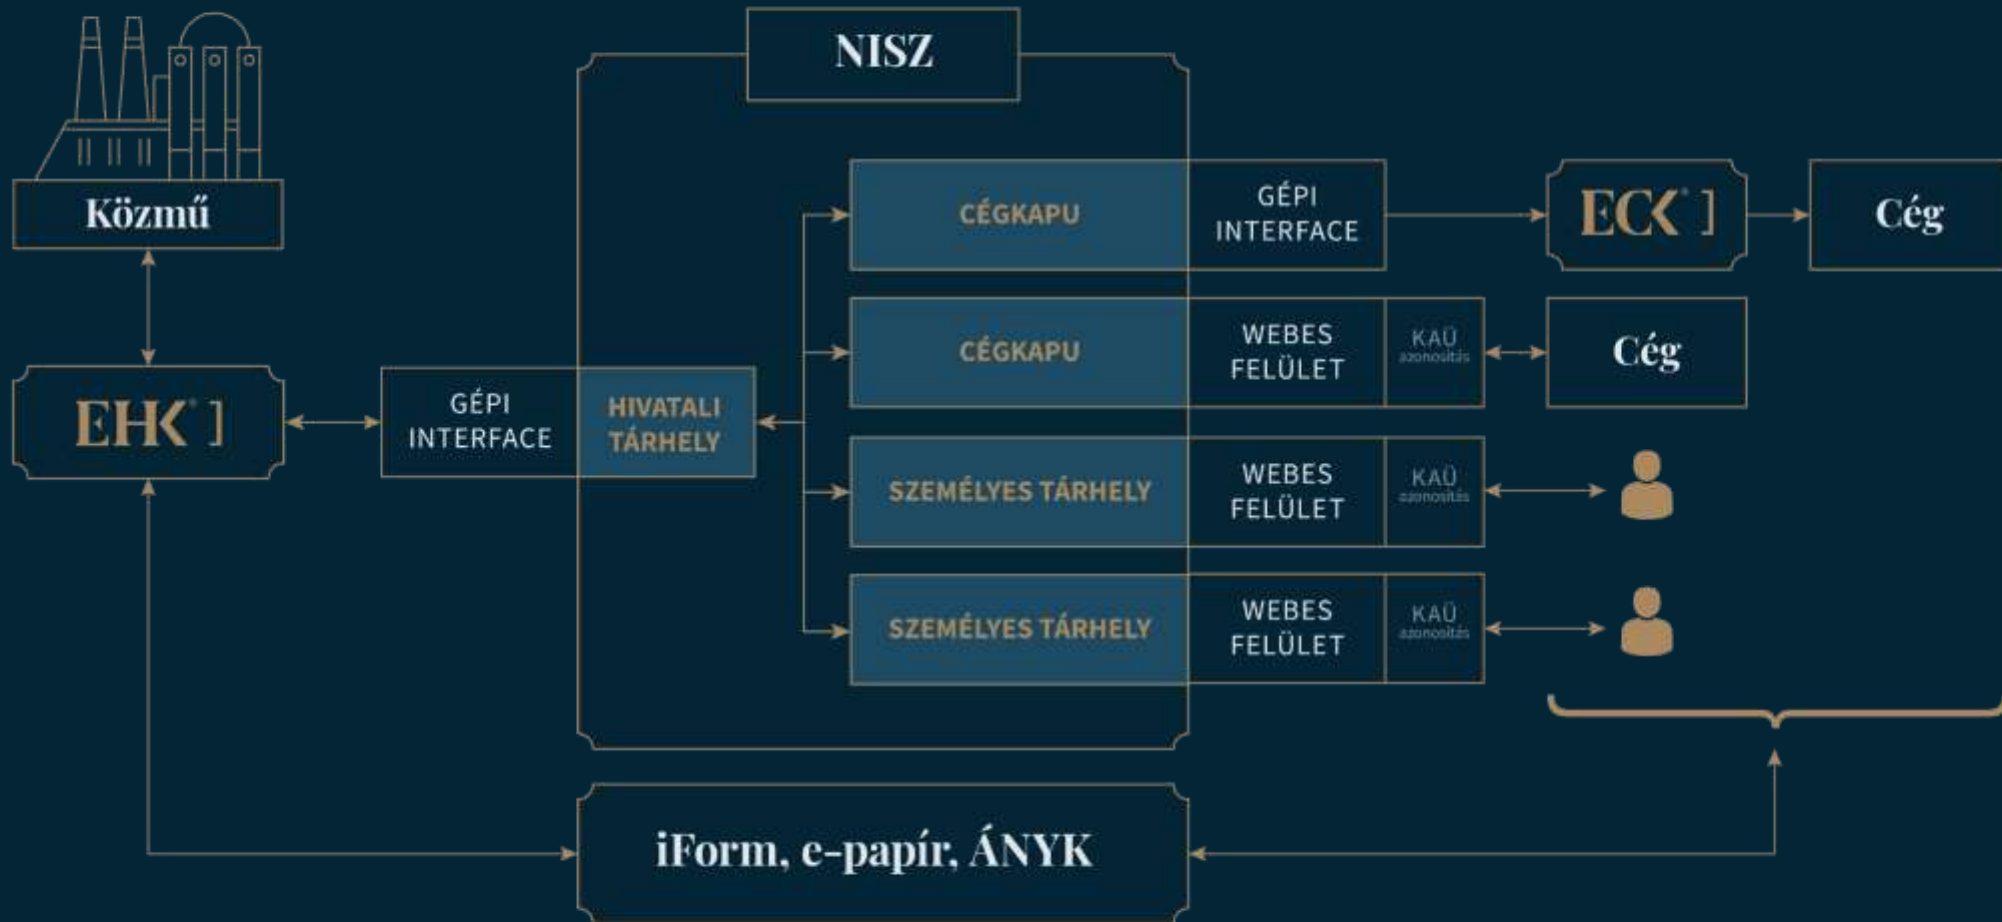 NISZ
Közmű
CÉGKAPU
GÉPI
INTERFACE
ECK® ]
Cég
CÉGKAPU
WEBES
FELÜLET
KAÜ
azonosítás
Cég
EHK® ]
GÉPI
INTERFACE
HIVATALI
TÁRHELY
SZEMÉLYES TÁRHELY
WEBES
FELÜLET
KAÜ
azonosítás
SZEMÉLYES TÁRHELY
WEBES
FELÜLET
KAÜ
azonosítás
iForm, e-papír, ÁNYK